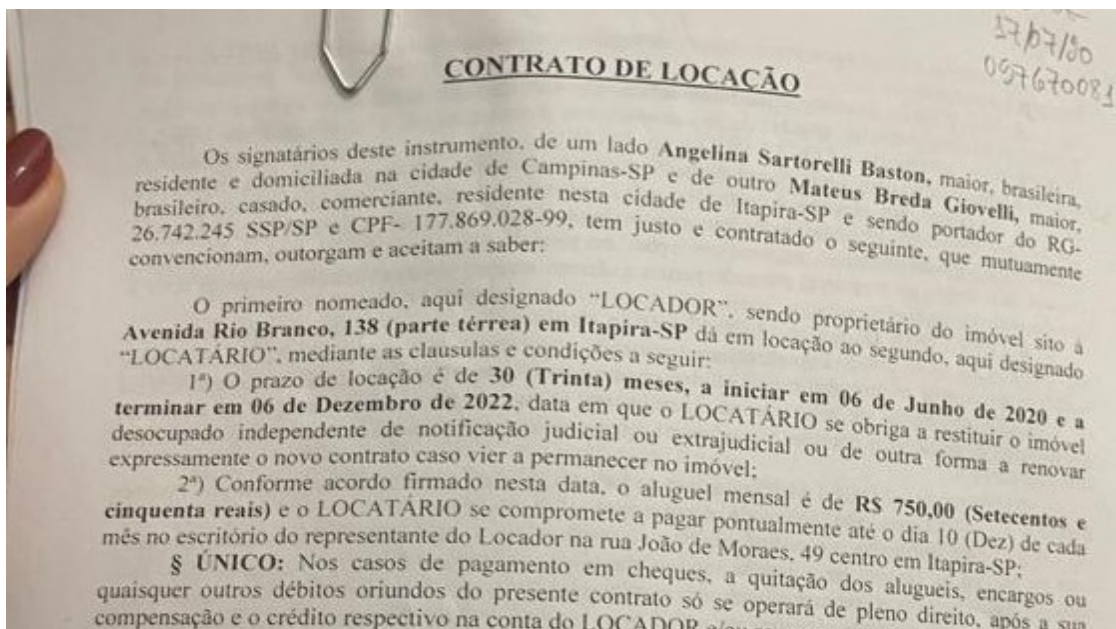 17/07/20
097670081
CONTRATO DE LOCAÇÃO
Os signatários deste instrumento, de um lado Angelina Sartorelli Baston, maior, brasileira,
residente e domiciliada na cidade de Campinas-SP e de outro Mateus Breda Giovelli, maior,
brasileiro, casado, comerciante, residente nesta cidade de Itapira-SP e sendo portador do RG-
26.742.245 SSP/SP e CPF- 177.869.028-99, tem justo e contratado o seguinte, que mutuamente
convencionam, outorgam e aceitam a saber:
O primeiro nomeado, aqui designado “LOCADOR”, sendo proprietário do imóvel sito à
Avenida Rio Branco, 138 (parte térrea) em Itapira-SP dá em locação ao segundo, aqui designado
“LOCATÁRIO”, mediante as clausulas e condições a seguir:
1ª) O prazo de locação é de 30 (Trinta) meses, a iniciar em 06 de Junho de 2020 e a
terminar em 06 de Dezembro de 2022, data em que o LOCATÁRIO se obriga a restituir o imóvel
desocupado independente de notificação judicial ou extrajudicial ou de outra forma a renovar
expressamente o novo contrato caso vier a permanecer no imóvel;
2ª) Conforme acordo firmado nesta data, o aluguel mensal é de R$ 750,00 (Setecentos e
cinquenta reais) e o LOCATÁRIO se compromete a pagar pontualmente até o dia 10 (Dez) de cada
mês no escritório do representante do Locador na rua João de Moraes, 49 centro em Itapira-SP;
§ ÚNICO: Nos casos de pagamento em cheques, a quitação dos alugueis, encargos ou
quaisquer outros débitos oriundos do presente contrato só se operará de pleno direito, após a sua
compensação e o crédito respectivo na conta do LOCADOR